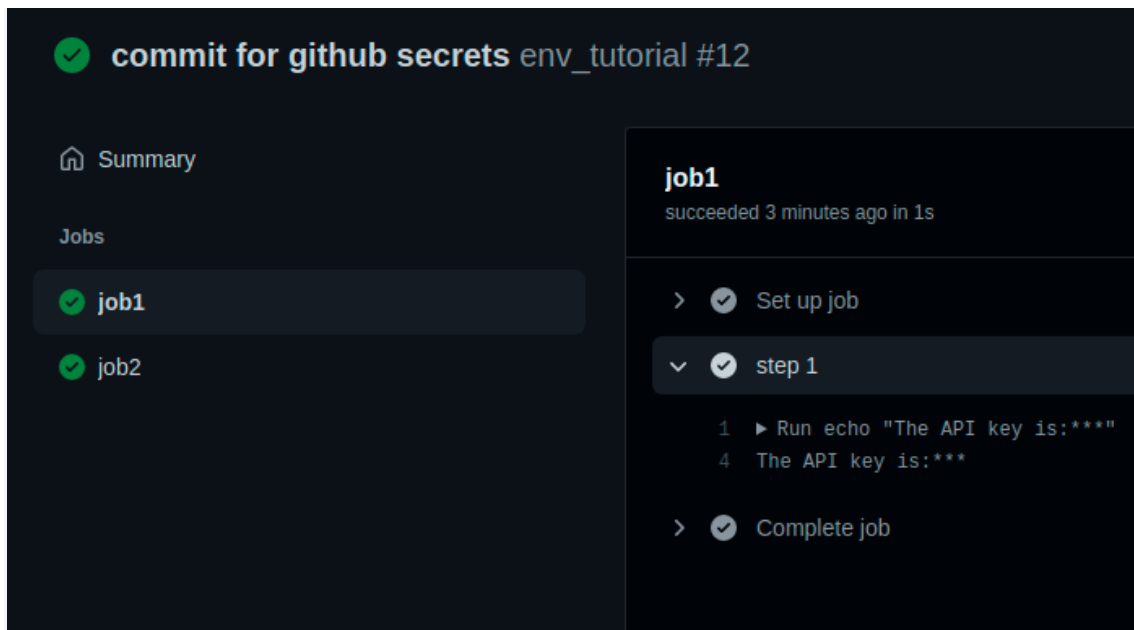 commit for github secrets env_tutorial #12
Summary
Jobs
job1
job2
job1
succeeded 3 minutes ago in 1s
Set up job
step 1
1 Run echo "The API key is:***"
4 The API key is:***
Complete job